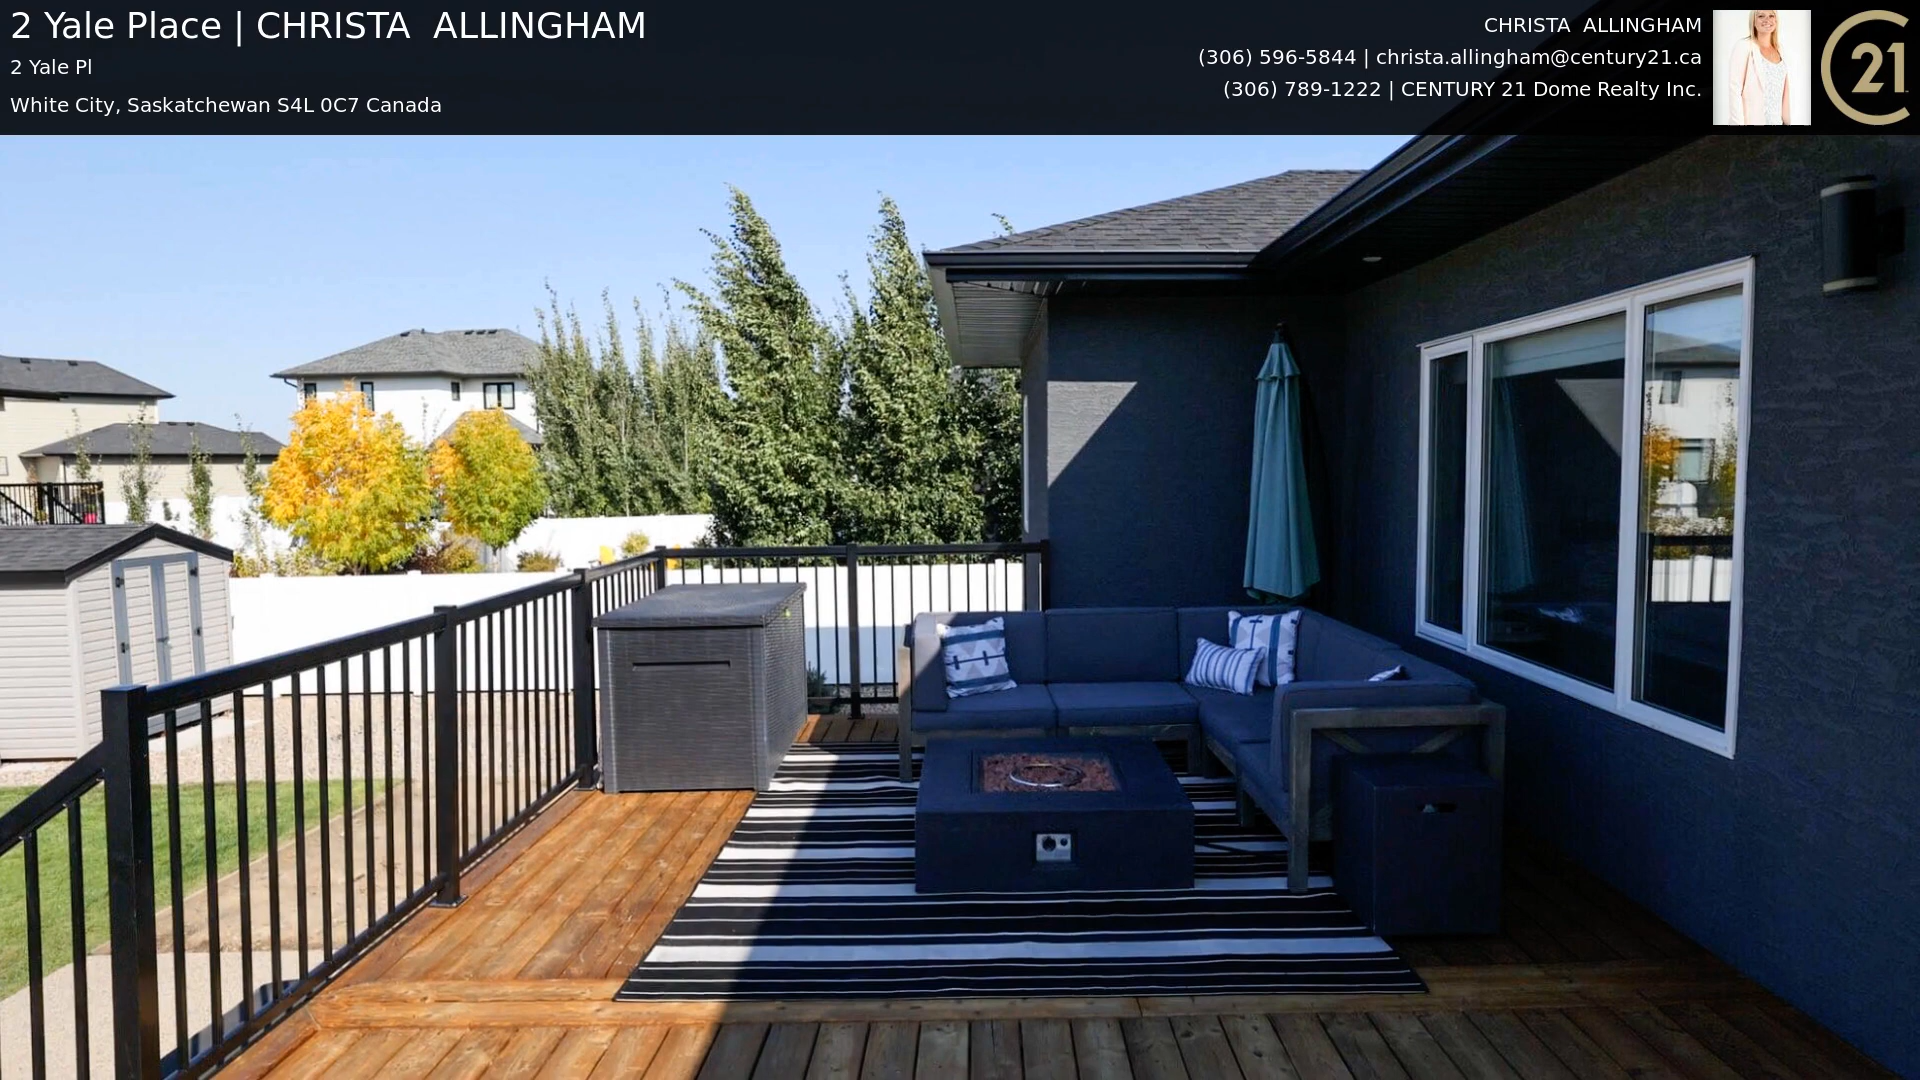 2 Yale Place | CHRISTA ALLINGHAM
2 Yale Pl
White City, Saskatchewan S4L 0C7 Canada
CHRISTA ALLINGHAM
(306) 596-5844 | christa.allingham@century21.ca
(306) 789-1222 | CENTURY 21 Dome Realty Inc.
21